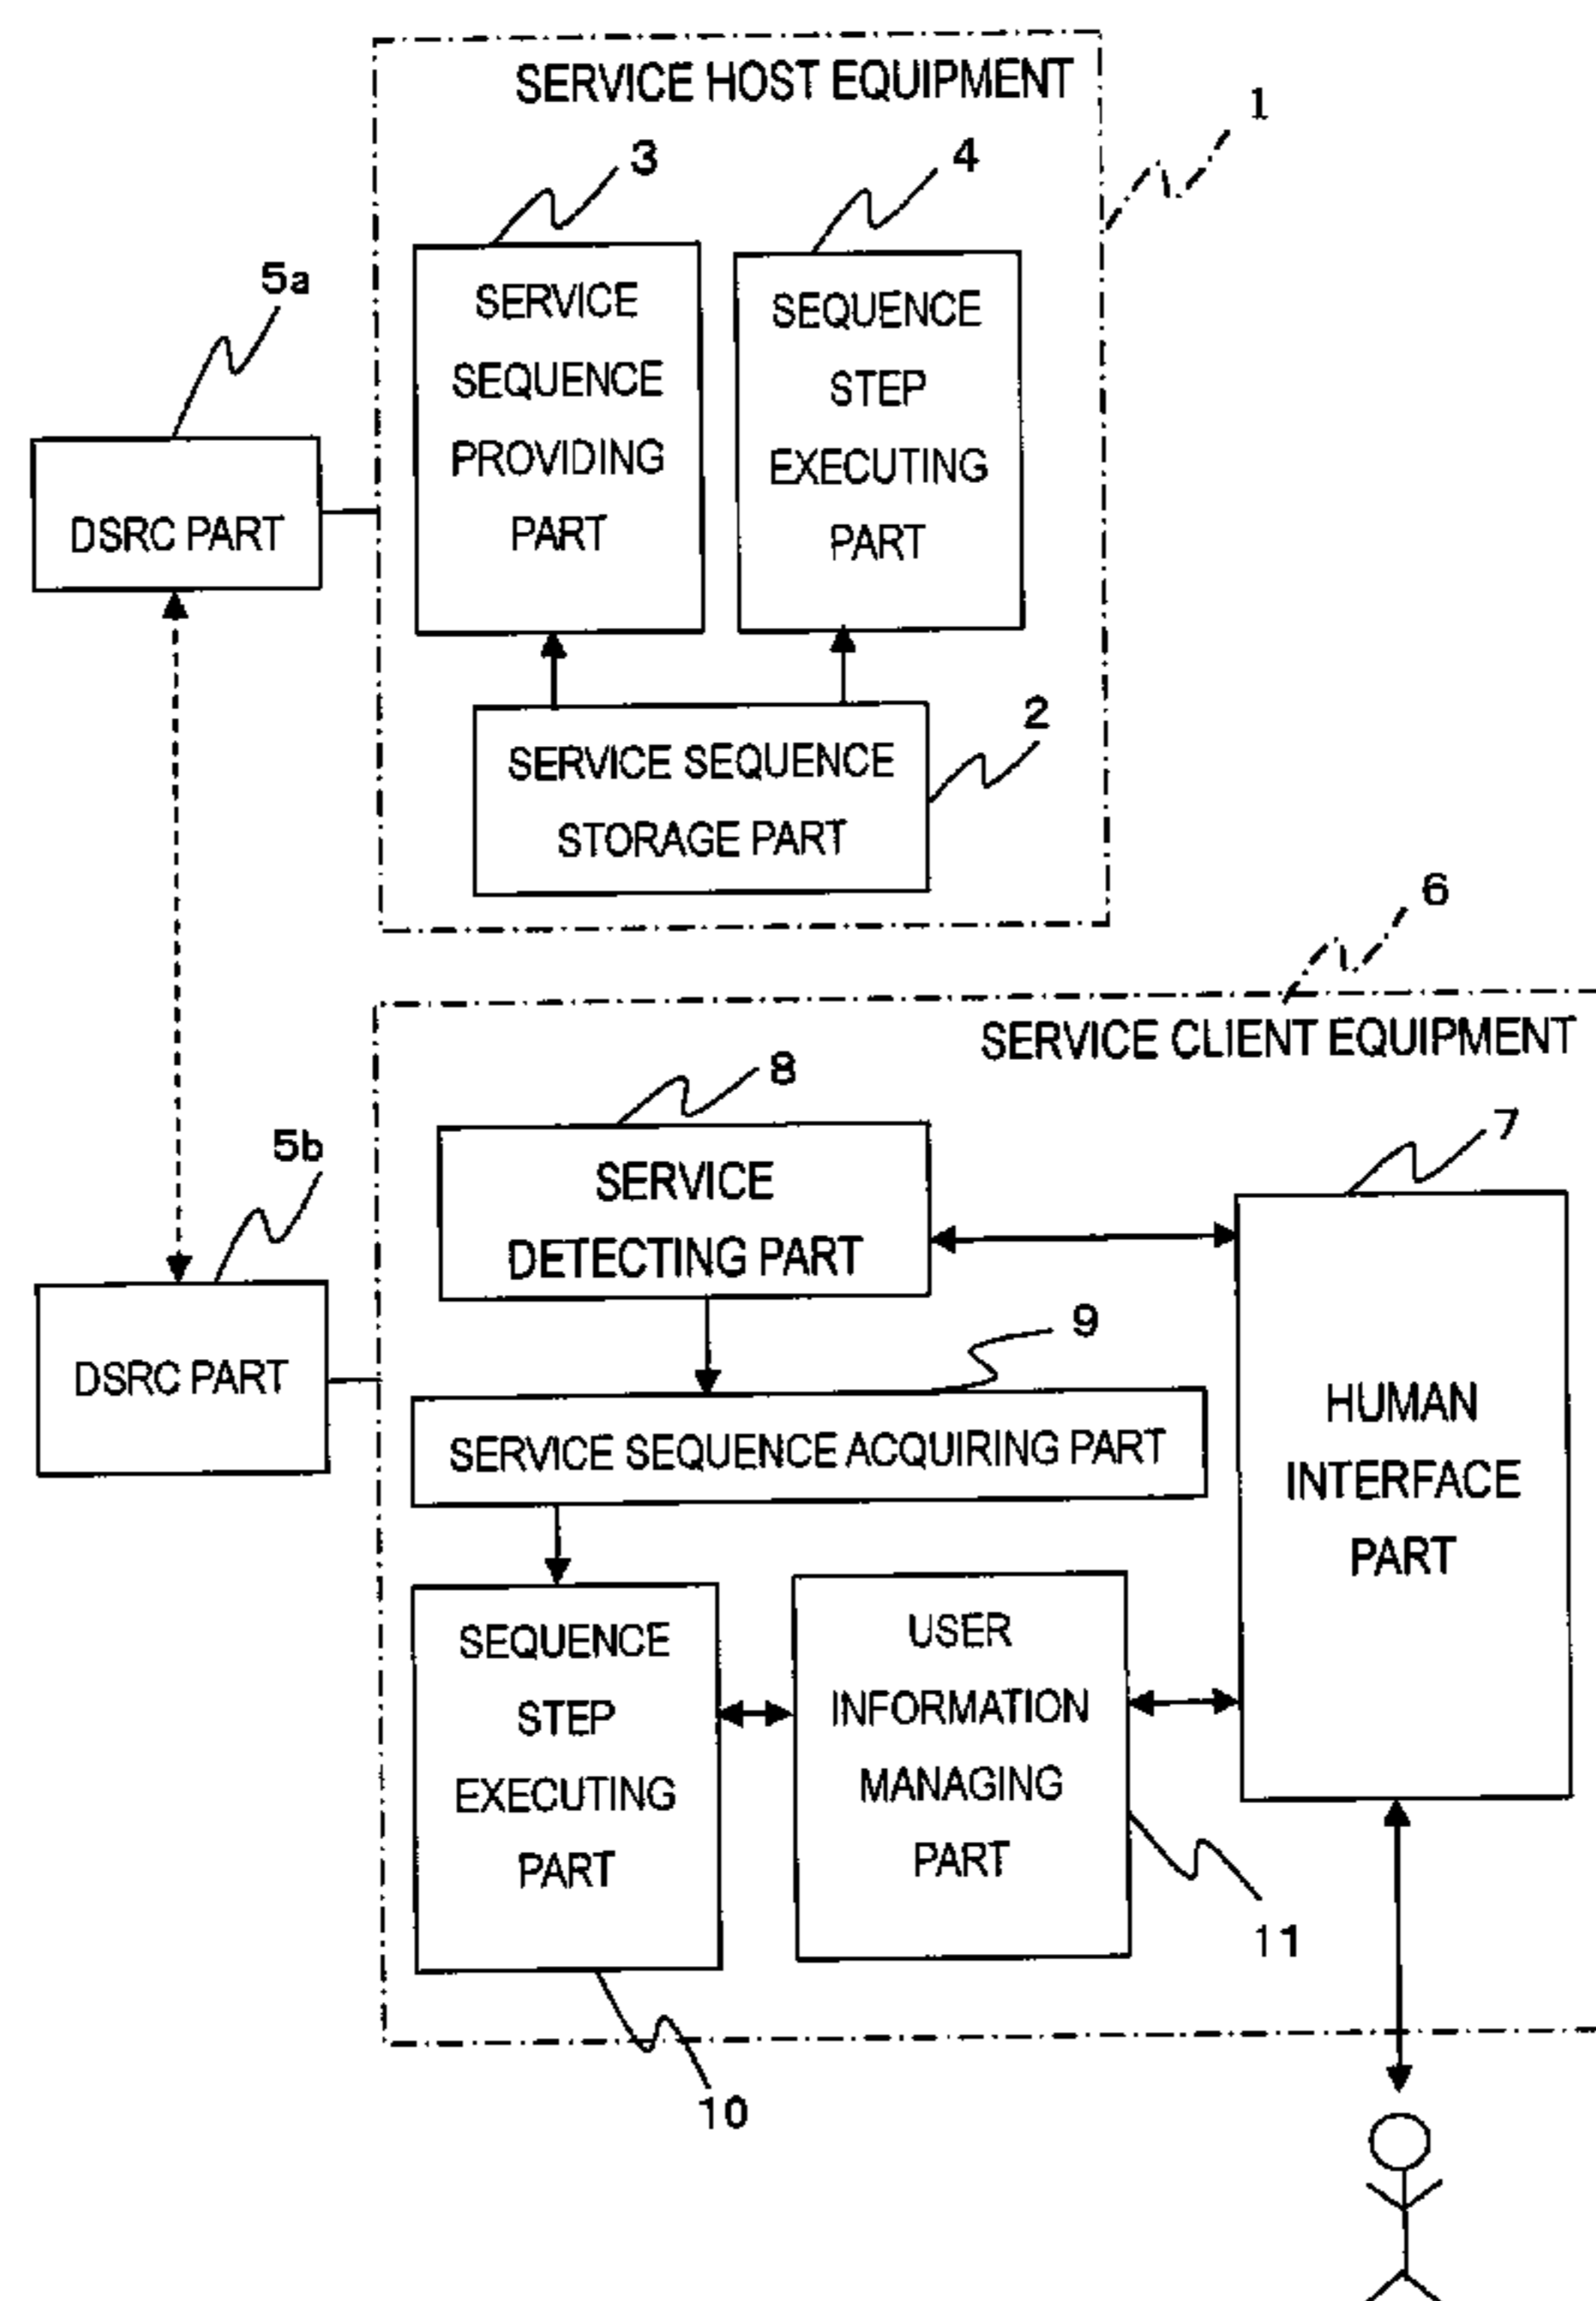 SERVICE HOST EQUIPMENT
1
3
4
5a
SERVICE
SEQUENCE
PROVIDING
PART
SEQUENCE
STEP
EXECUTING
PART
DSRC PART
2
SERVICE SEQUENCE
STORAGE PART
6
SERVICE CLIENT EQUIPMENT
8
7
5b
SERVICE
DETECTING PART
9
DSRC PART
SERVICE SEQUENCE ACQUIRING PART
HUMAN
INTERFACE
PART
SEQUENCE
STEP
EXECUTING
PART
USER
INFORMATION
MANAGING
PART
11
10